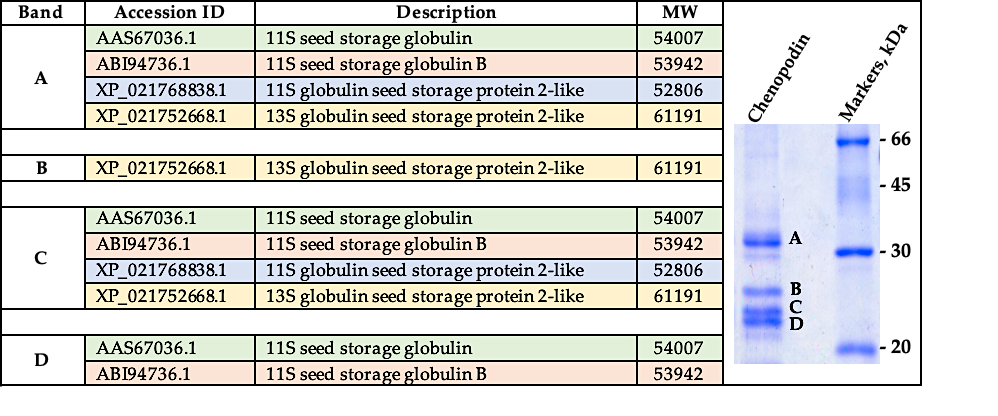 Band Accession ID Description MW
A
AAS67036.1 11S seed storage globulin 54007
ABI94736.1 11S seed storage globulin B 53942
XP_021768838.1 11S globulin seed storage protein 2-like 52806
XP_021752668.1 13S globulin seed storage protein 2-like 61191
B XP_021752668.1 13S globulin seed storage protein 2-like 61191
C
AAS67036.1 11S seed storage globulin 54007
ABI94736.1 11S seed storage globulin B 53942
XP_021768838.1 11S globulin seed storage protein 2-like 52806
XP_021752668.1 13S globulin seed storage protein 2-like 61191
D
AAS67036.1 11S seed storage globulin 54007
ABI94736.1 11S seed storage globulin B 53942
Chenopodin
Markers, kDa
- 66
- 45
A
- 30
B
C
D
- 20